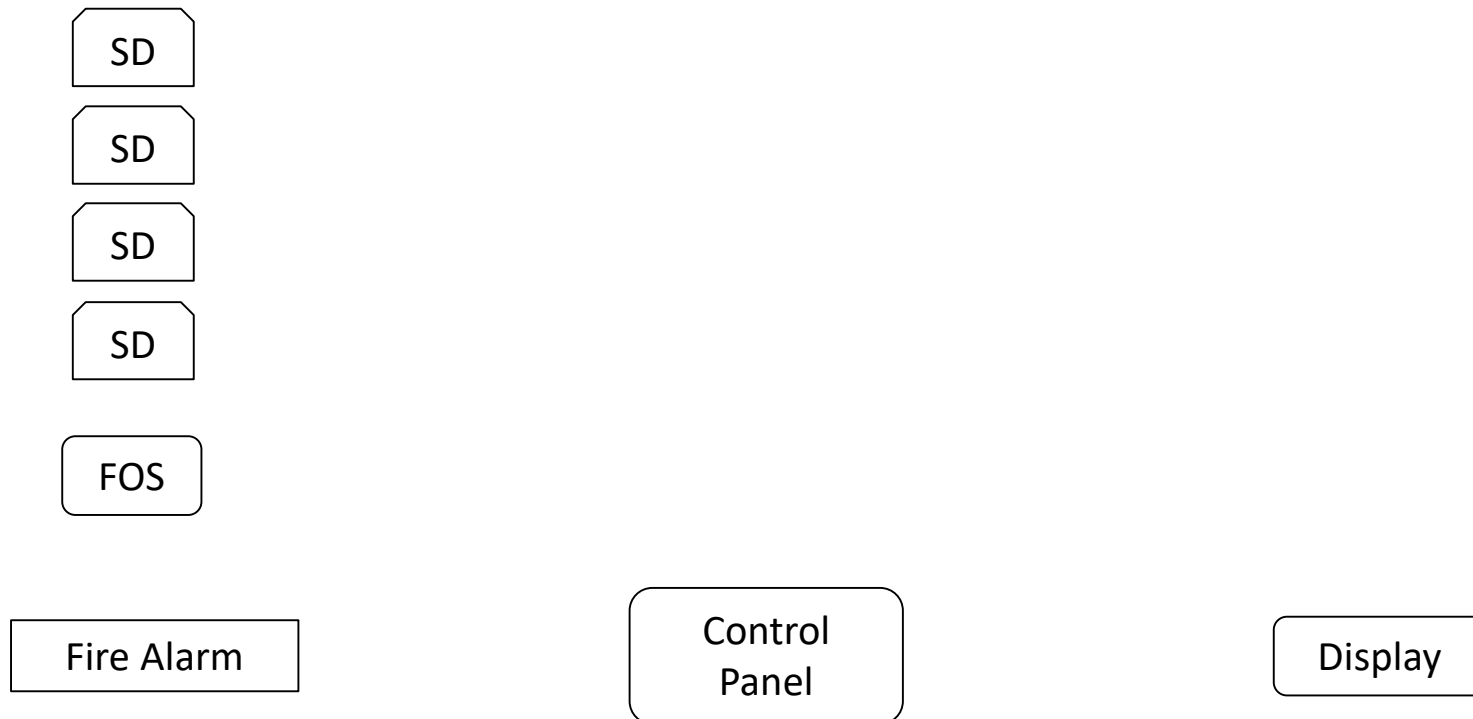 SD
SD
SD
SD
FOS
Fire Alarm
Control
Panel
Display